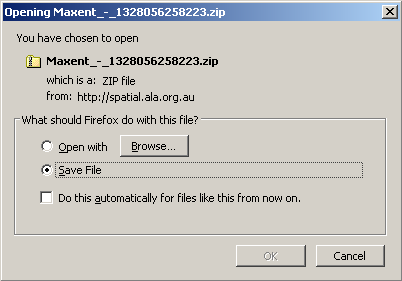 Opening Maxent_-_1328056258223.zip
You have chosen to open
Maxent_-_1328056258223.zip
which is a: ZIP file
from: http://spatial.ala.org.au
What should Firefox do with this file?
Open with Browse...
Save File
Do this automatically for files like this from now on.
OK Cancel